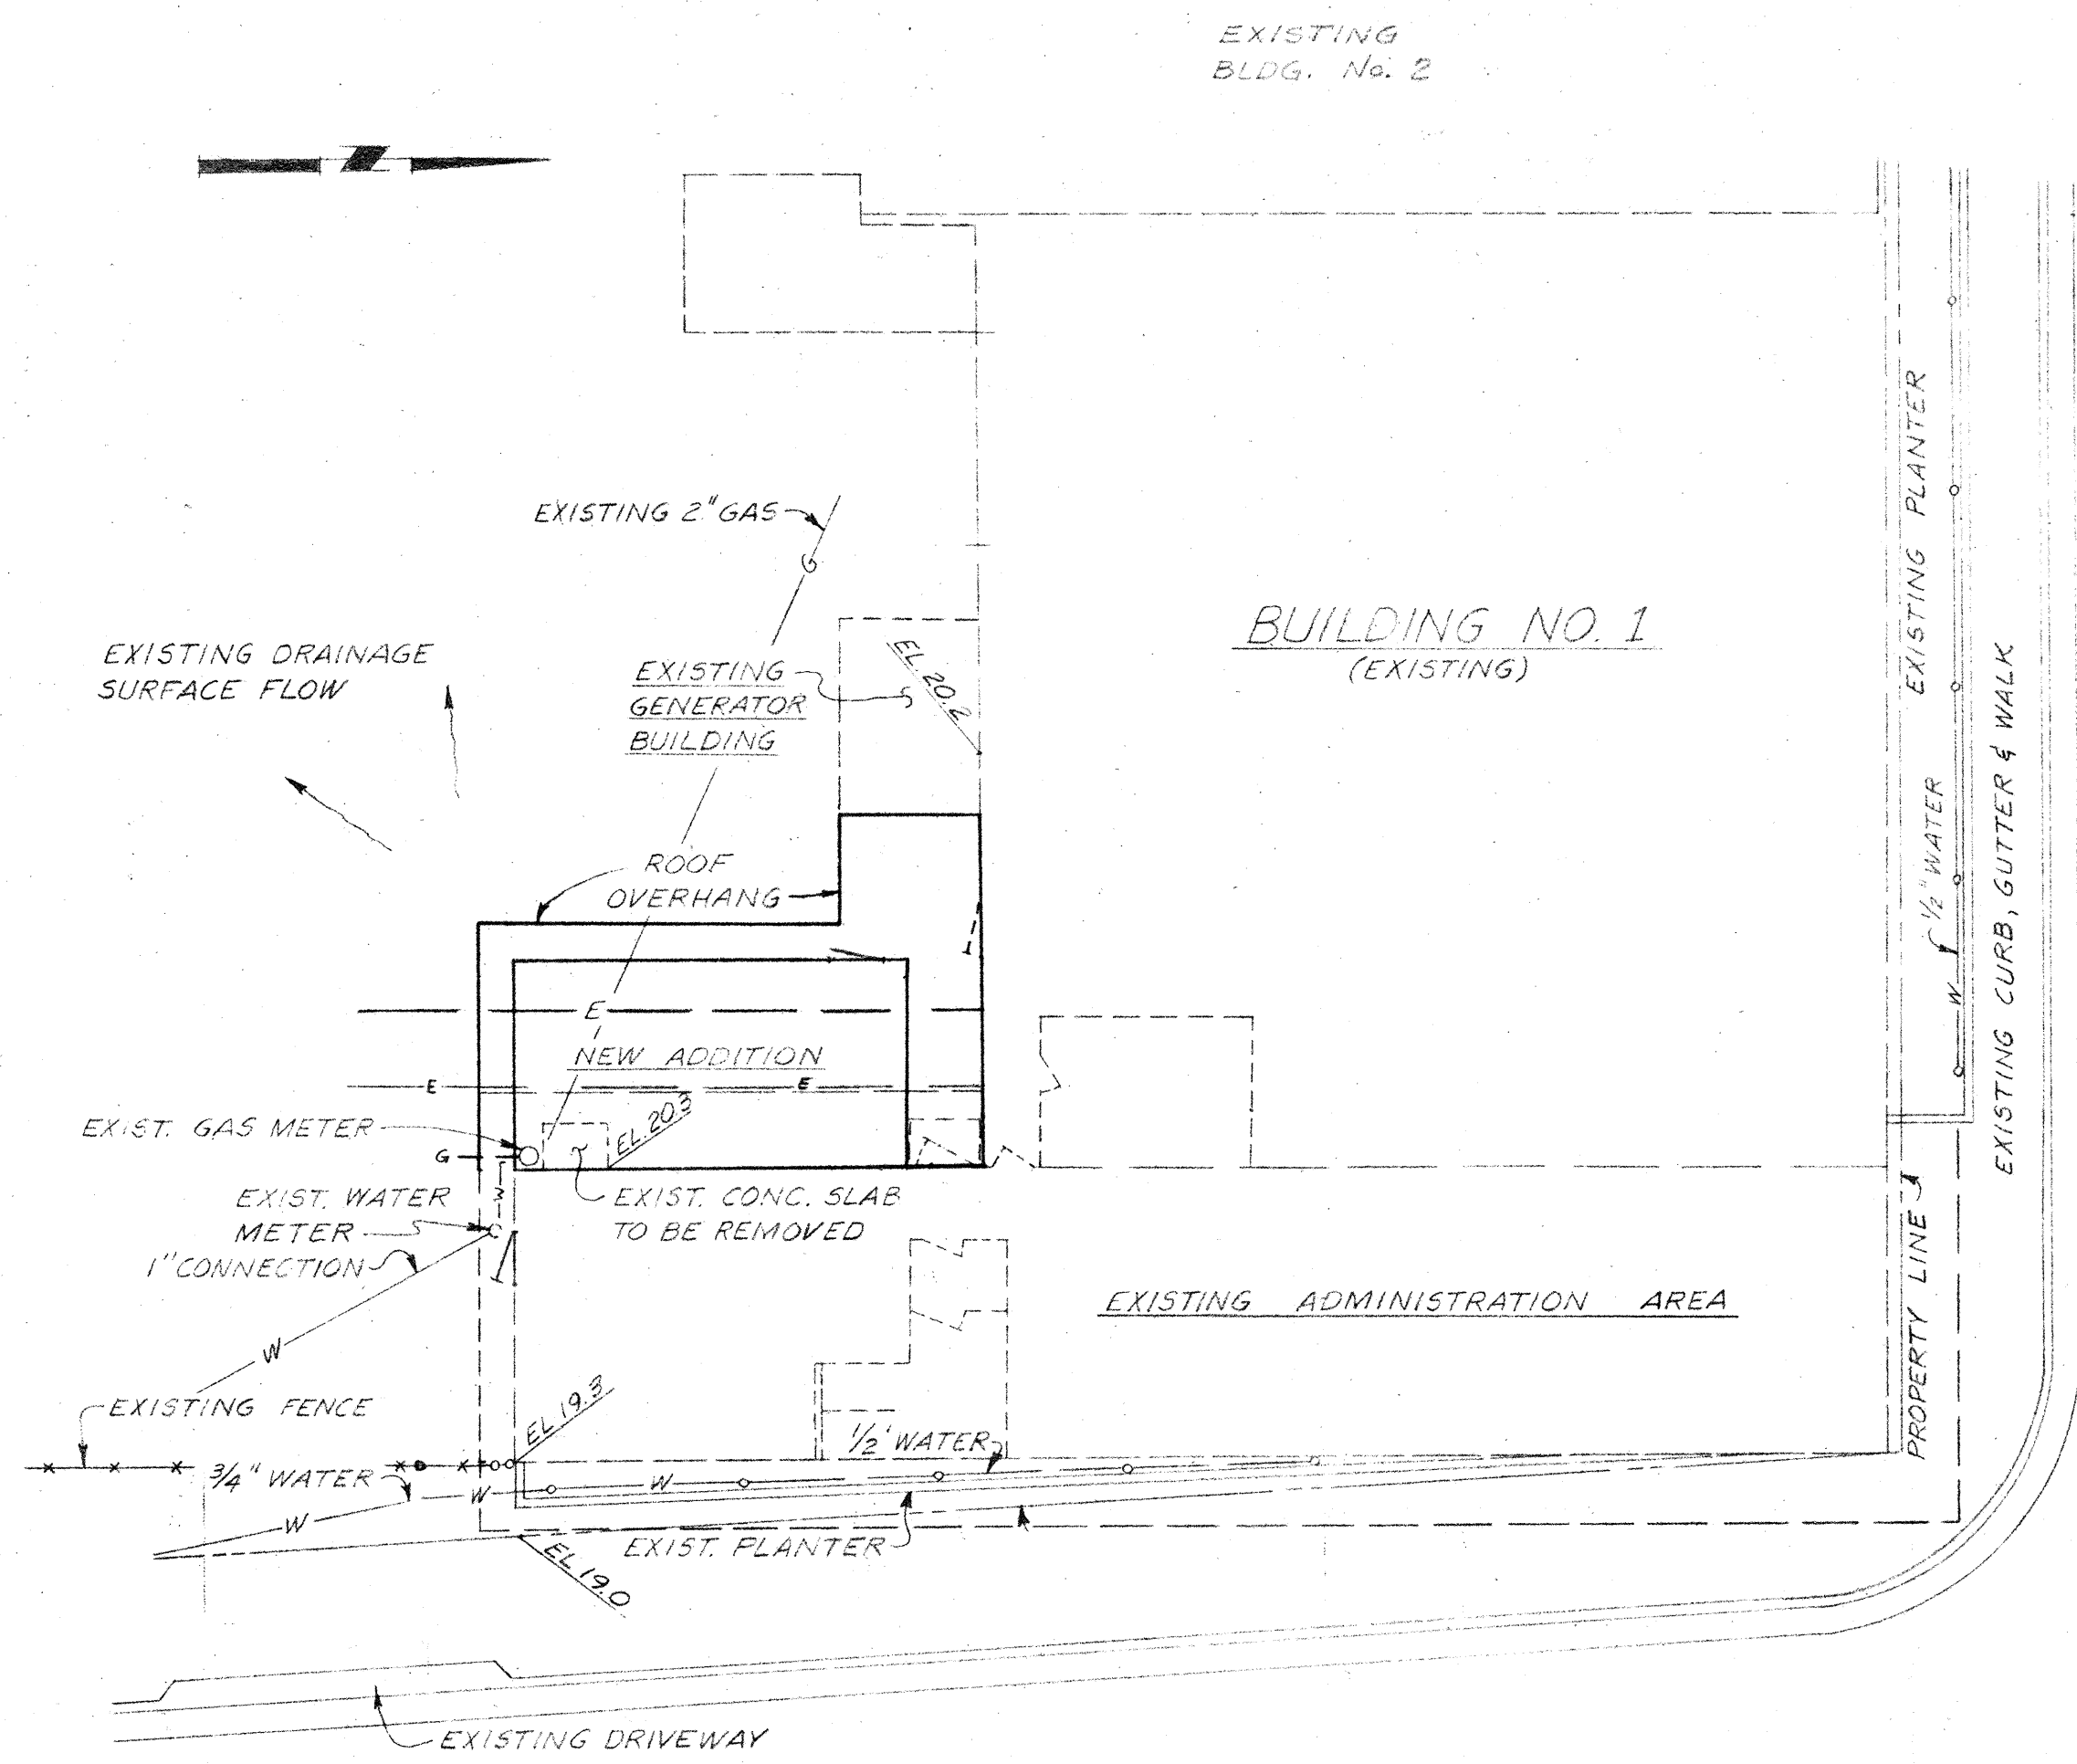 EXISTING
BLDG. No. 2
EXISTING 2" GAS
G
BUILDING NO. 1
(EXISTING)
EXISTING PLANTER
EXISTING DRAINAGE
SURFACE FLOW
EXISTING
GENERATOR
BUILDING
EL. 20.2
EXISTING CURB, GUTTER & WALK
1/2" WATER
W
ROOF
OVERHANG
E
NEW ADDITION
E
E
EL. 20.3
EXIST. GAS METER
G
W
EXIST. WATER
METER
1" CONNECTION
EXIST. CONC. SLAB
TO BE REMOVED
PROPERTY LINE
EXISTING ADMINISTRATION AREA
W
EXISTING FENCE
EL 19.3
1/2' WATER
3/4" WATER
W
W
W
EXIST. PLANTER
EL 19.0
EXISTING DRIVEWAY